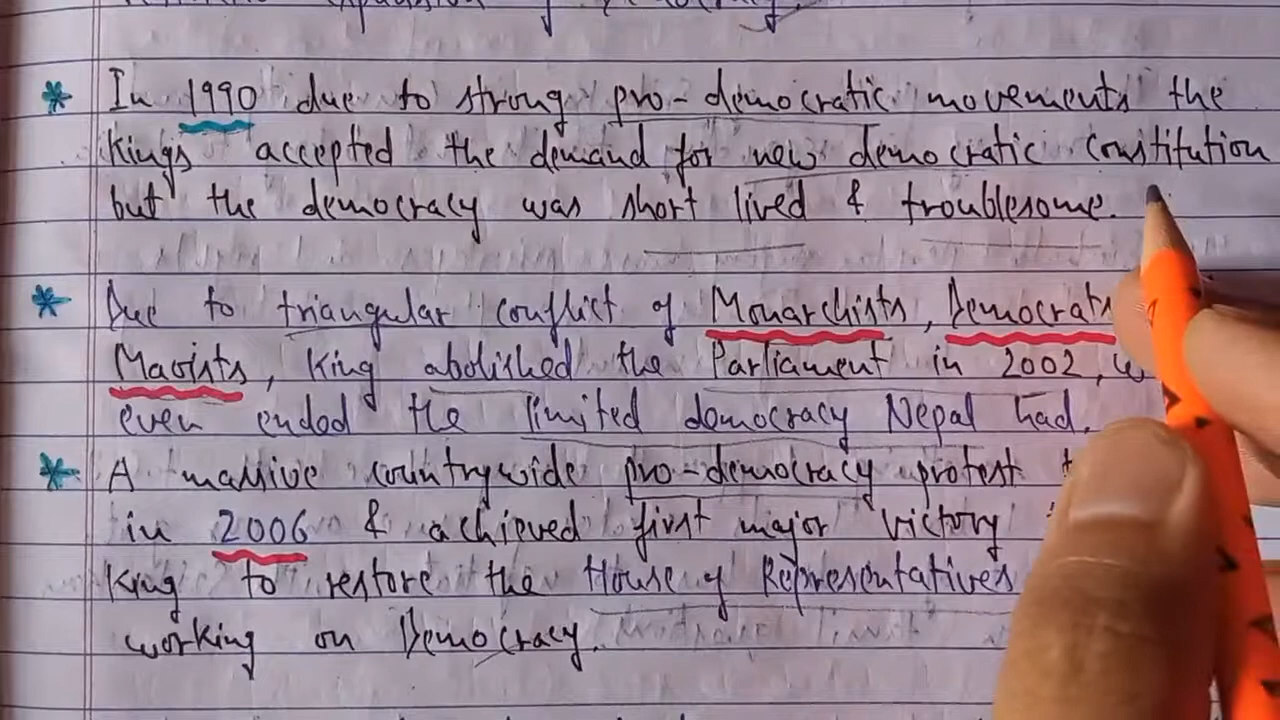 In 1990 due to strong pro-democratic movements the
Kings accepted the demand for new democratic Constitution
but the democracy was short lived & troublesome.
Due to triangular conflict of Monarchists, Democrats
Maoists, King abolished the Parliament in 2002,
even ended the limited democracy Nepal had.
A massive countrywide pro-democracy protest
in 2006 & achieved first major victory
King to restore the House of Representatives
working on Democracy.